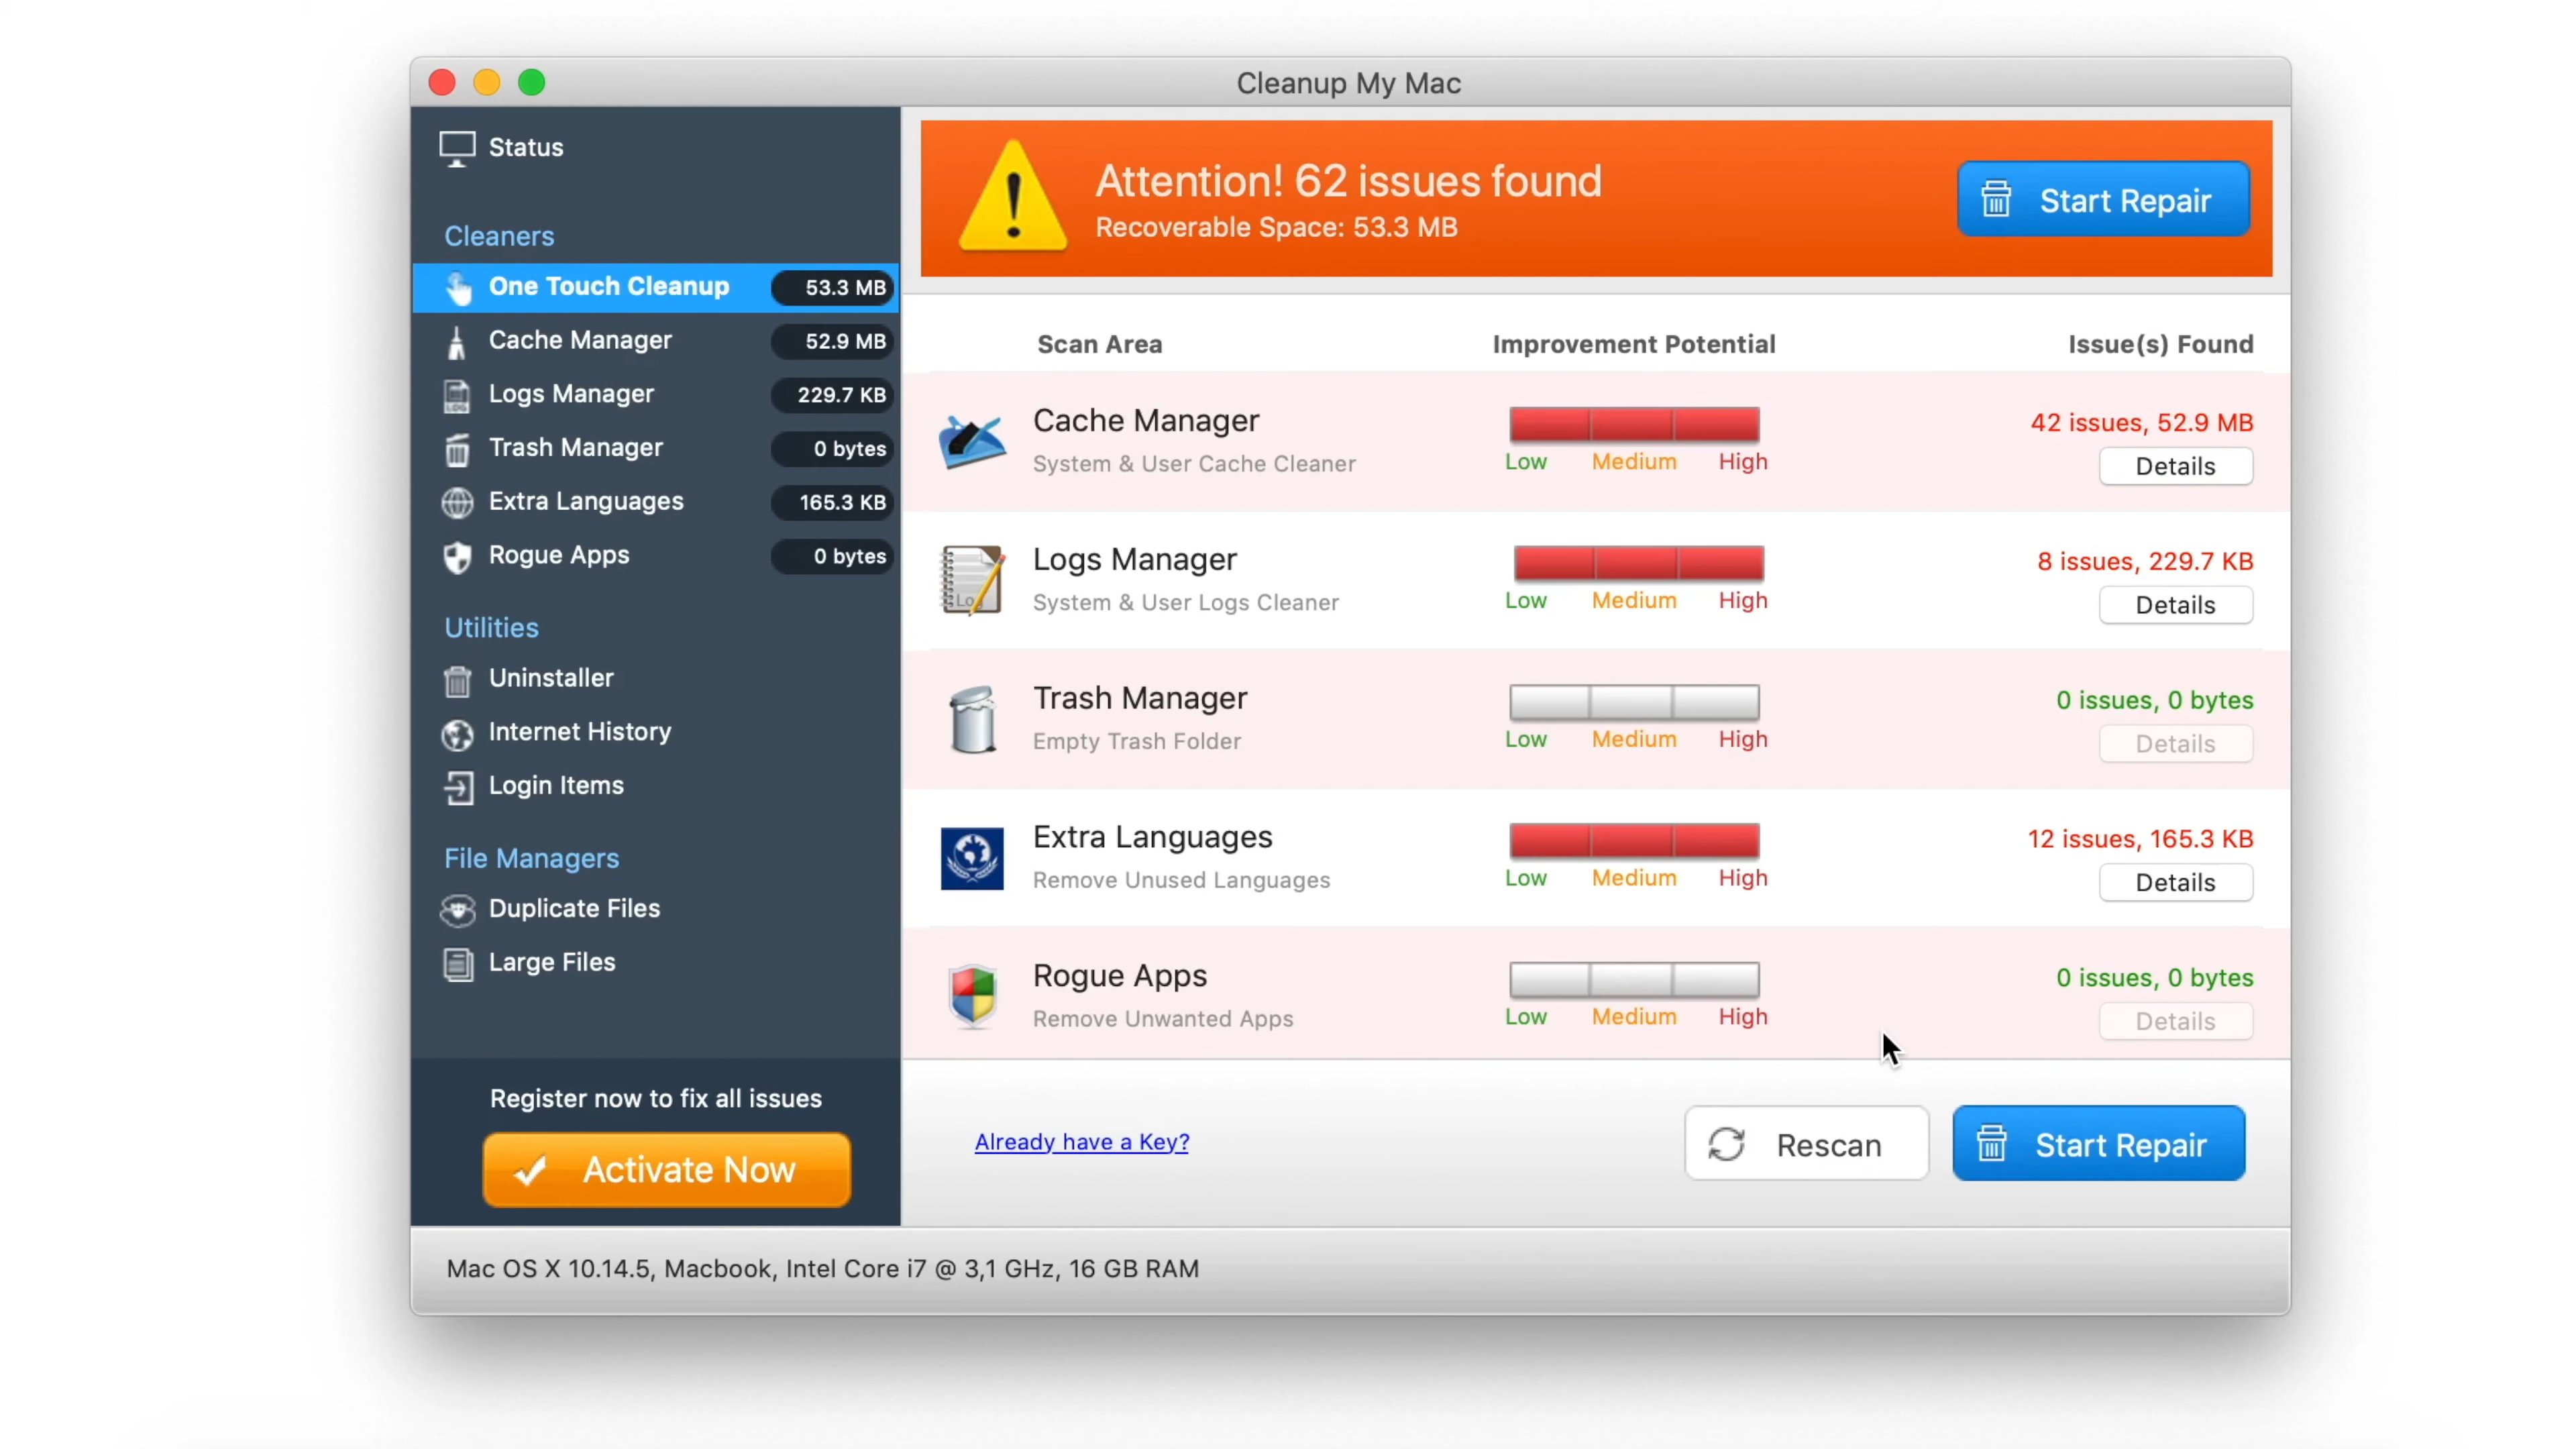 Cleanup My Mac
Status
Cleaners
One Touch Cleanup 53.3 MB
Cache Manager 52.9 MB
Logs Manager 229.7 KB
Trash Manager 0 bytes
Extra Languages 165.3 KB
Rogue Apps 0 bytes
Utilities
Uninstaller
Internet History
Login Items
File Managers
Duplicate Files
Large Files
Register now to fix all issues
Activate Now
Attention! 62 issues found
Recoverable Space: 53.3 MB
Start Repair
Scan Area Improvement Potential Issue(s) Found
Cache Manager
System & User Cache Cleaner
Low Medium High
42 issues, 52.9 MB
Details
Logs Manager
System & User Logs Cleaner
Low Medium High
8 issues, 229.7 KB
Details
Trash Manager
Empty Trash Folder
Low Medium High
0 issues, 0 bytes
Details
Extra Languages
Remove Unused Languages
Low Medium High
12 issues, 165.3 KB
Details
Rogue Apps
Remove Unwanted Apps
Low Medium High
0 issues, 0 bytes
Details
Already have a Key?
Rescan
Start Repair
Mac OS X 10.14.5, Macbook, Intel Core i7 @ 3,1 GHz, 16 GB RAM